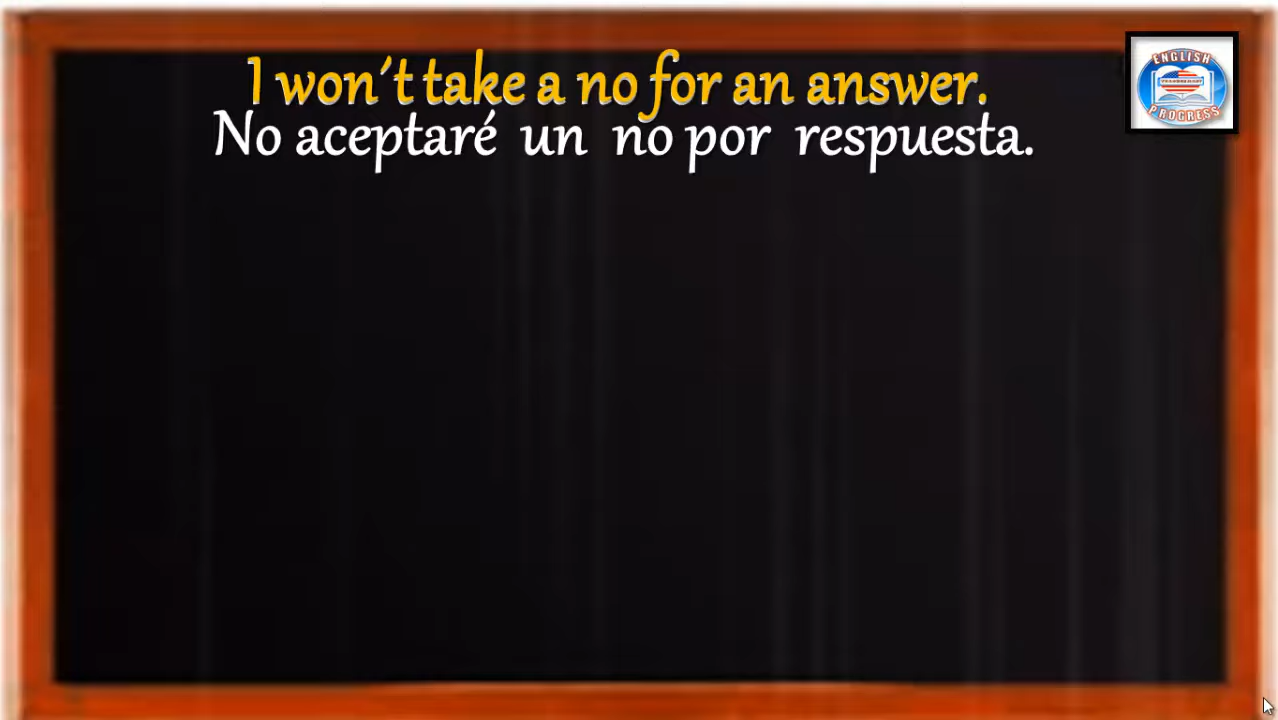 I won´t take a no for an answer.
No aceptaré un no por respuesta.
ENGLISH
PROGRESS